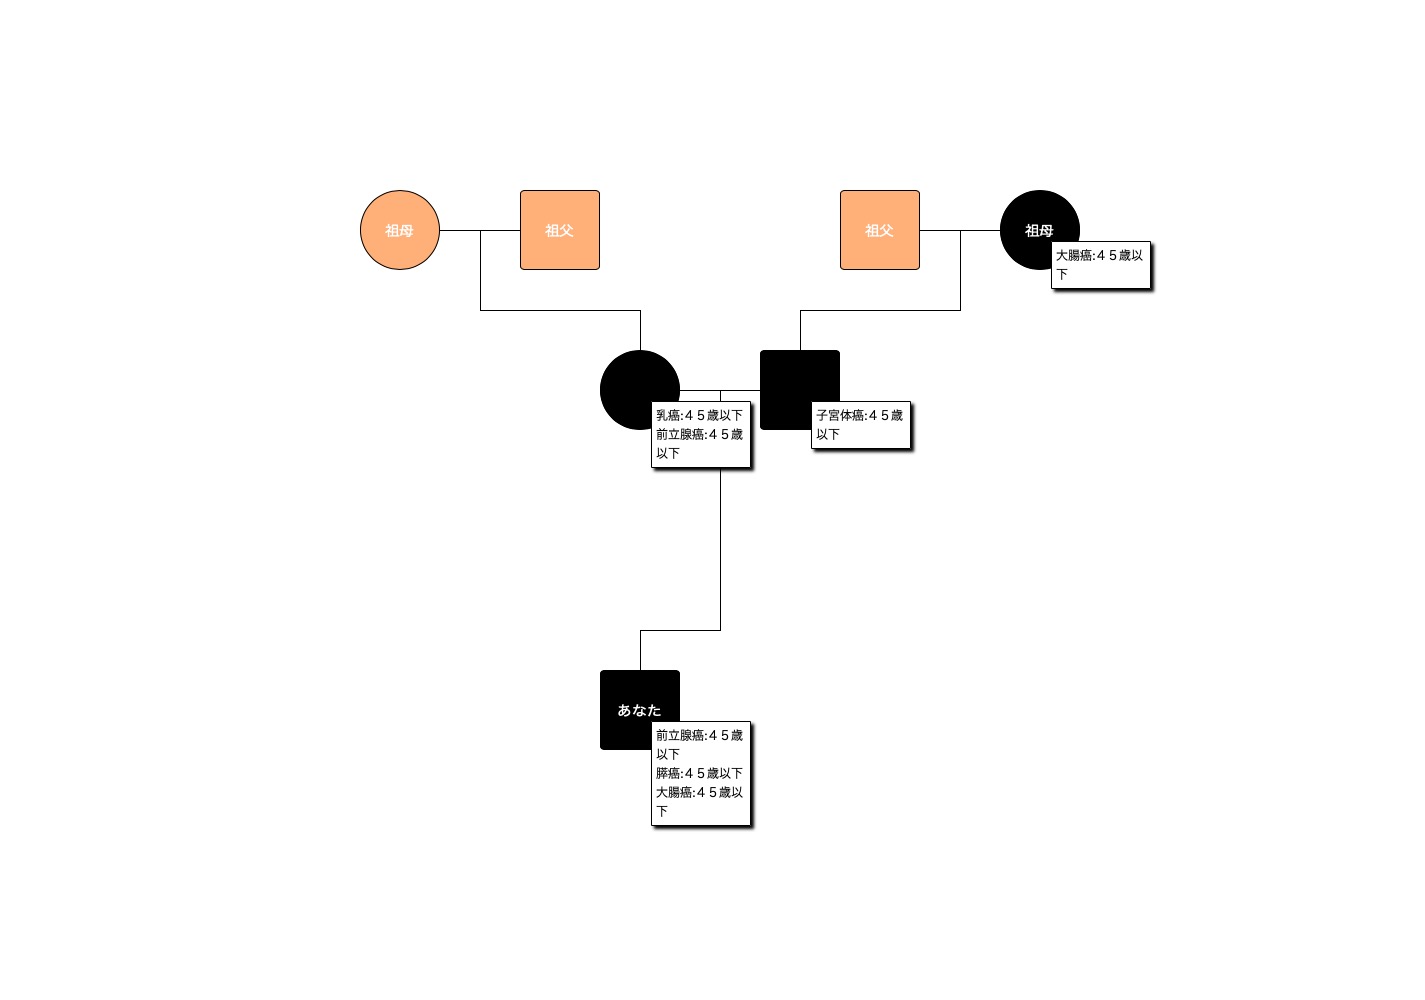 祖母
祖父
祖父
祖母
大腸癌:４５歳以
下
乳癌:４５歳以下
前立腺癌:４５歳
以下
子宮体癌:４５歳
以下
あなた
前立腺癌:４５歳
以下
膵癌:４５歳以下
大腸癌:４５歳以
下